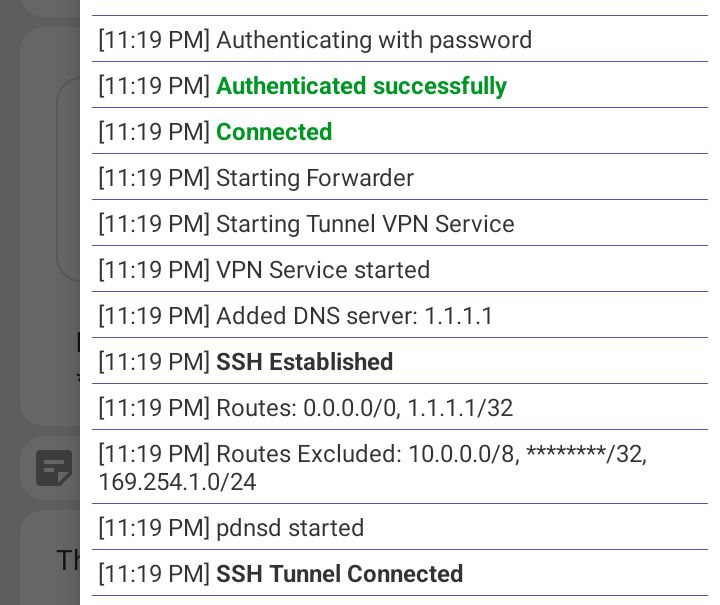 [11:19 PM] Authenticating with password
[11:19 PM] Authenticated successfully
[11:19 PM] Connected
[11:19 PM] Starting Forwarder
[11:19 PM] Starting Tunnel VPN Service
[11:19 PM] VPN Service started
[11:19 PM] Added DNS server: 1.1.1.1
[11:19 PM] SSH Established
[11:19 PM] Routes: 0.0.0.0/0, 1.1.1.1/32
[11:19 PM] Routes Excluded: 10.0.0.0/8, ********/32,
169.254.1.0/24
[11:19 PM] pdnsd started
[11:19 PM] SSH Tunnel Connected